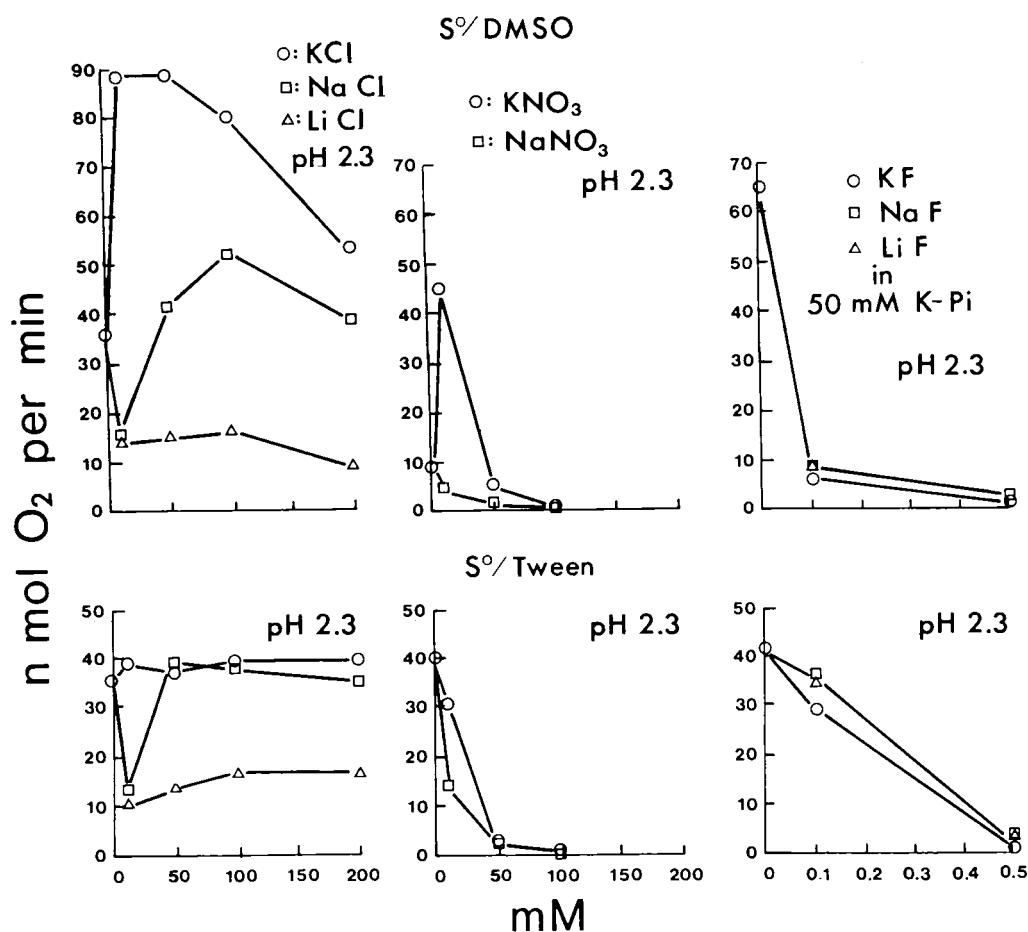 S°/DMSO
○: KCl
□: Na Cl
△: Li Cl
pH 2.3
○: KNO₃
□: NaNO₃
pH 2.3
○ K F
□ Na F
△ Li F
in
50 mM K-Pi
pH 2.3
90
80
70
60
50
40
30
20
10
0
50
40
30
20
10
0
70
65
60
50
40
30
20
10
0
n mol O₂ per min
S°/Tween
pH 2.3
pH 2.3
pH 2.3
50
40
30
20
10
0
50
40
30
20
10
0
50
40
30
20
10
0
0 50 100 150 200
0 50 100 150 200
0 0.1 0.2 0.3 0.4 0.5
mM